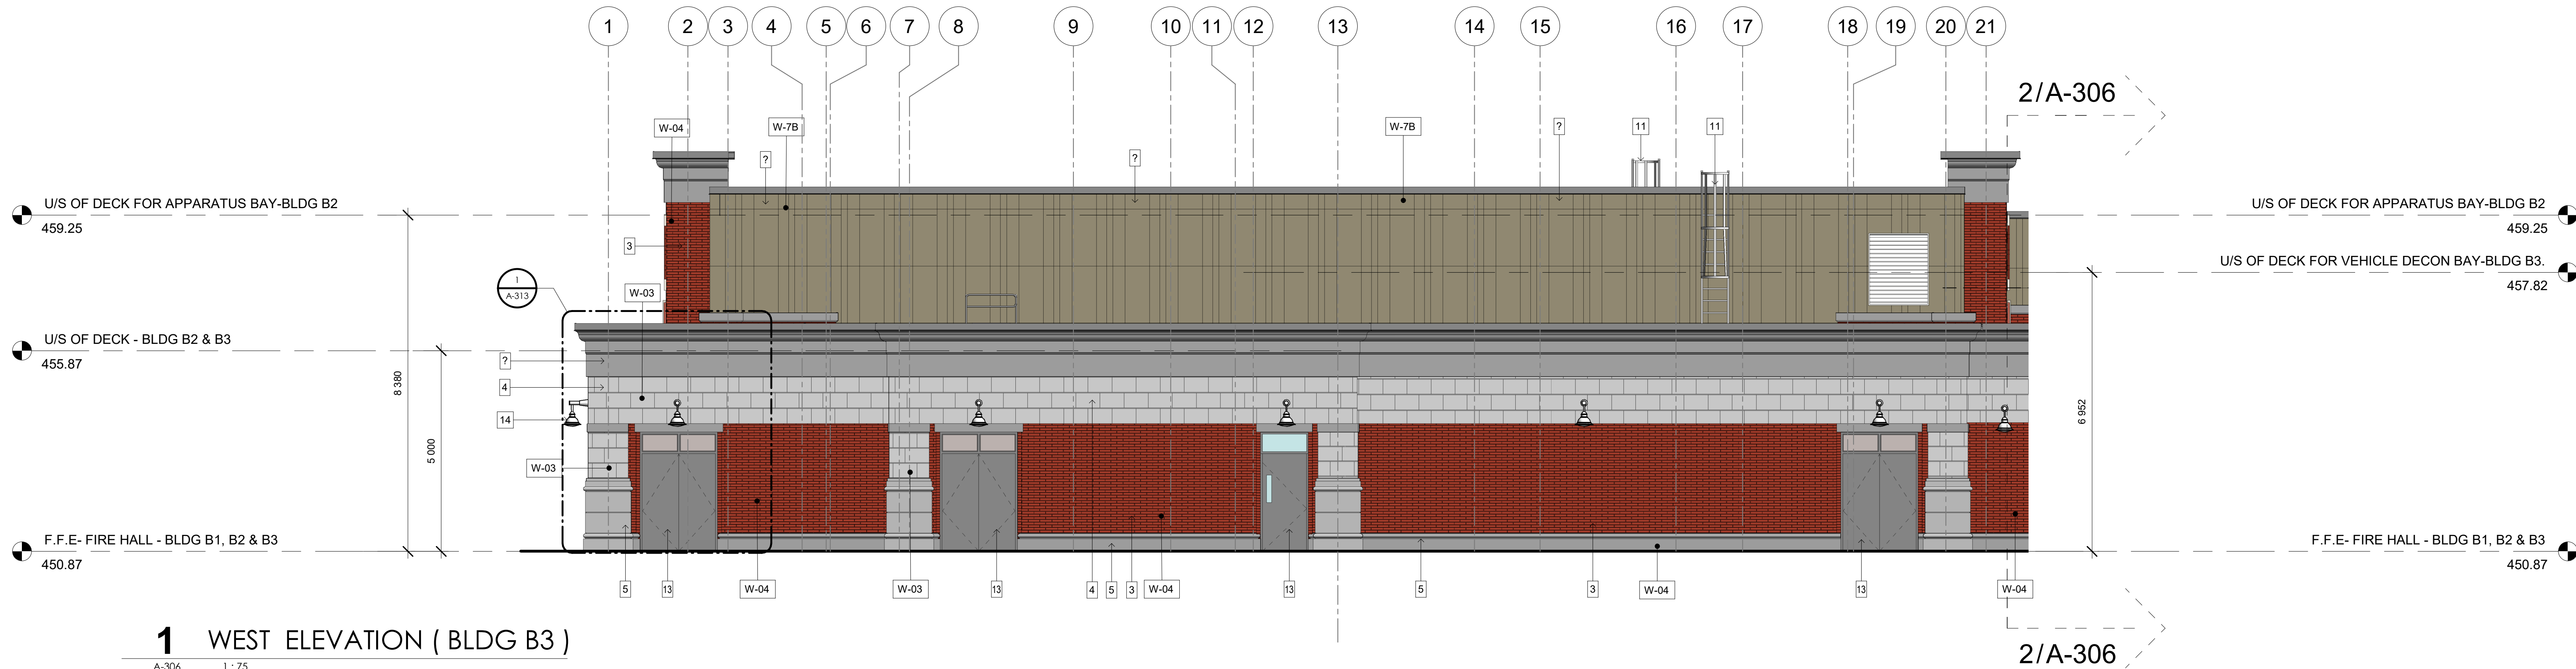 1 2 3 4 5 6 7 8 9 10 11 12 13 14 15 16 17 18 19 20 21
2/A-306
W-04
W-7B
W-7B
?
11
11
?
?
U/S OF DECK FOR APPARATUS BAY-BLDG B2
459.25
U/S OF DECK FOR APPARATUS BAY-BLDG B2
459.25
3
U/S OF DECK FOR VEHICLE DECON BAY-BLDG B3.
457.82
1
A-313
W-03
U/S OF DECK - BLDG B2 & B3
455.87
?
4
8 380
14
6 952
5 000
W-03
F.F.E- FIRE HALL - BLDG B1, B2 & B3
450.87
F.F.E- FIRE HALL - BLDG B1, B2 & B3
450.87
5
13
W-04
W-03
13
4
5
3
W-04
13
5
3
W-04
13
W-04
1 WEST ELEVATION ( BLDG B3 )
A-306 1 : 75
2/A-306